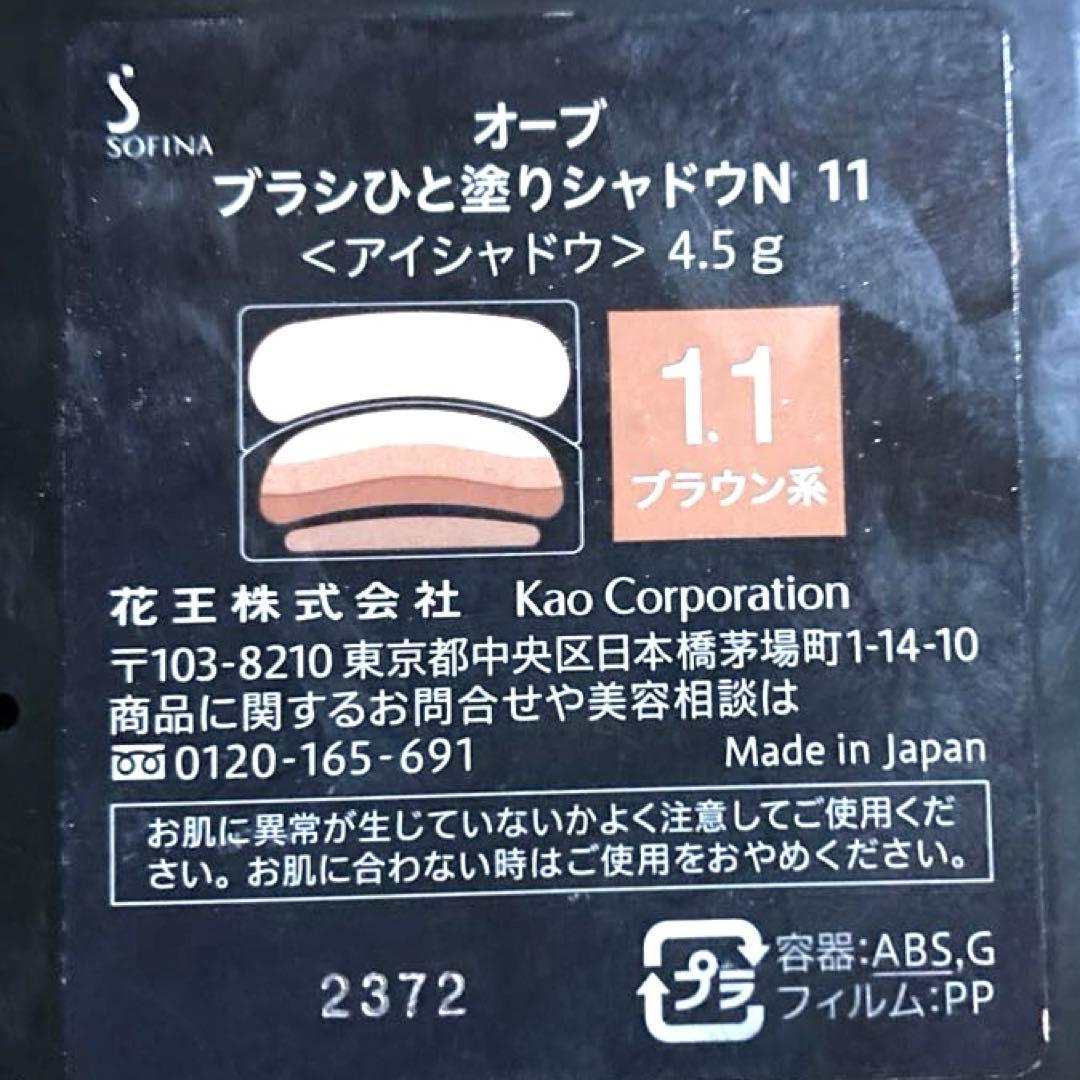 SOFINA
オーブ
ブラシひと塗りシャドウN 11
＜アイシャドウ＞ 4.5g
11
ブラウン系
花王株式会社 Kao Corporation
〒103-8210 東京都中央区日本橋茅場町1-14-10
商品に関するお問合せや美容相談は
0120-165-691 Made in Japan
お肌に異常が生じていないかよく注意してご使用くだ
さい。お肌に合わない時はご使用をおやめください。
プラ 容器:ABS,G
フィルム:PP
2372